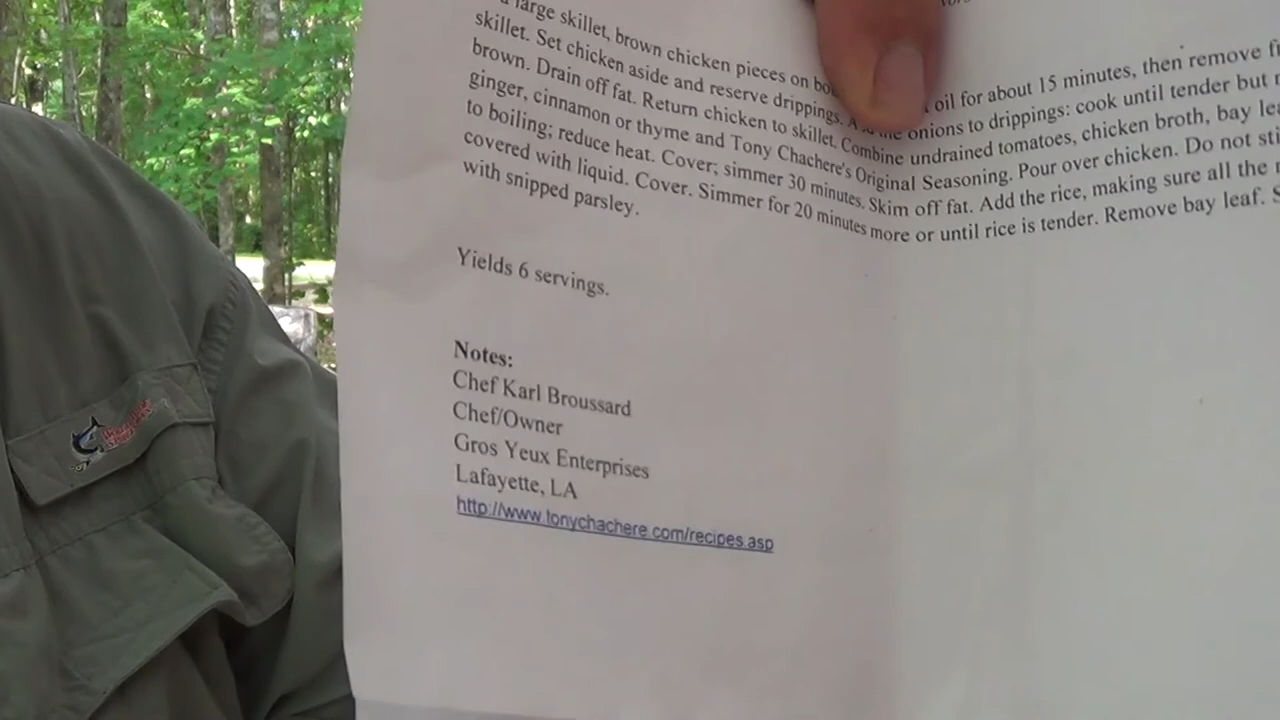 large skillet, brown chicken pieces on oil for about 15 minutes, then remove
skillet. Set chicken aside and reserve drippings. onions to drippings: cook until tender but
brown. Drain off fat. Return chicken to skillet. Combine undrained tomatoes, chicken broth, bay
ginger, cinnamon or thyme and Tony Chachere's Original Seasoning. Pour over chicken. Do not
to boiling; reduce heat. Cover; simmer 30 minutes. Skim off fat. Add the rice, making sure all the
covered with liquid. Cover. Simmer for 20 minutes more or until rice is tender. Remove bay leaf.
with snipped parsley.
Yields 6 servings.
Notes:
Chef Karl Broussard
Chef/Owner
Gros Yeux Enterprises
Lafayette, LA
http://www.tonychachere.com/recipes.asp